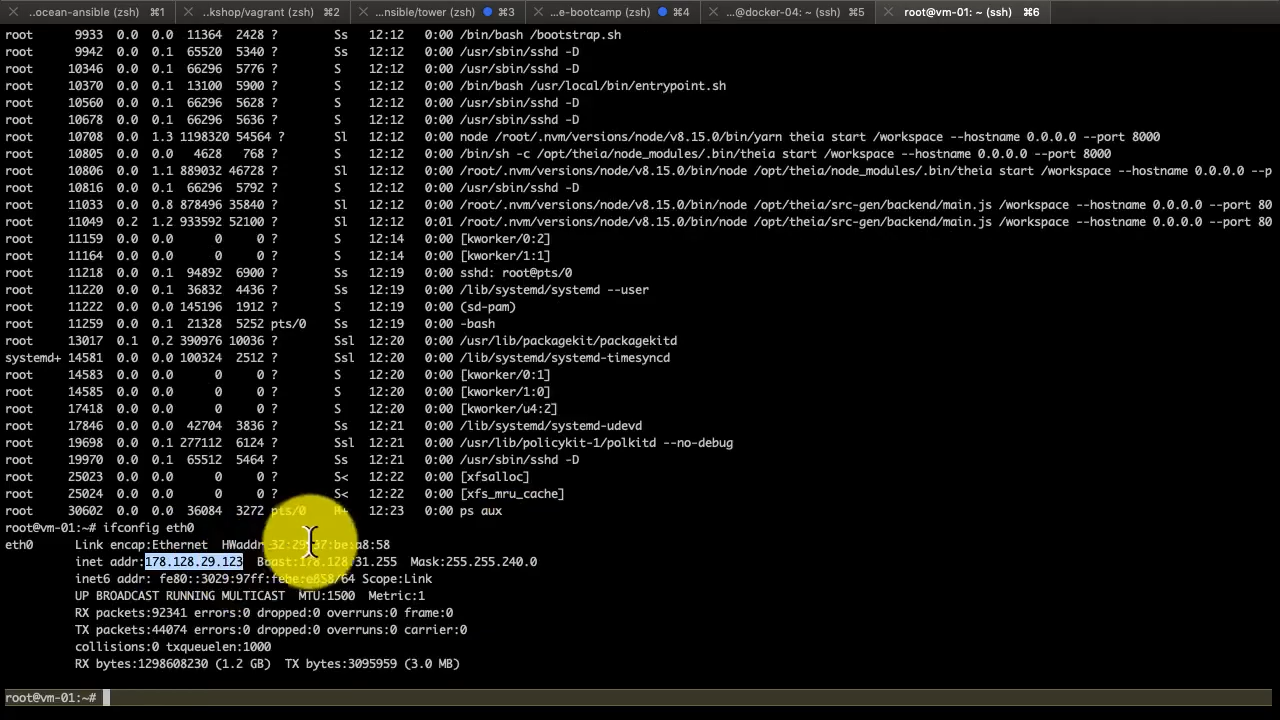 ..ocean-ansible (zsh) ⌘1 ..kshop/vagrant (zsh) ⌘2 ...nsible/tower (zsh) ⌘3 ...e-bootcamp (zsh) ⌘4 ...@docker-04: ~ (ssh) ⌘5 root@vm-01: ~ (ssh) ⌘6
root 9933 0.0 0.0 11364 2428 ? Ss 12:12 0:00 /bin/bash /bootstrap.sh
root 9942 0.0 0.1 65520 5340 ? Ss 12:12 0:00 /usr/sbin/sshd -D
root 10346 0.0 0.1 66296 5776 ? S 12:12 0:00 /usr/sbin/sshd -D
root 10370 0.0 0.1 13100 5900 ? S 12:12 0:00 /bin/bash /usr/local/bin/entrypoint.sh
root 10560 0.0 0.1 66296 5628 ? S 12:12 0:00 /usr/sbin/sshd -D
root 10678 0.0 0.1 66296 5636 ? S 12:12 0:00 /usr/sbin/sshd -D
root 10708 0.0 1.3 1198320 54564 ? Sl 12:12 0:00 node /root/.nvm/versions/node/v8.15.0/bin/yarn theia start /workspace --hostname 0.0.0.0 --port 8000
root 10805 0.0 0.0 4628 768 ? S 12:12 0:00 /bin/sh -c /opt/theia/node_modules/.bin/theia start /workspace --hostname 0.0.0.0 --port 8000
root 10806 0.0 1.1 889032 46728 ? Sl 12:12 0:00 /root/.nvm/versions/node/v8.15.0/bin/node /opt/theia/node_modules/.bin/theia start /workspace --hostname 0.0.0.0 --p
root 10816 0.0 0.1 66296 5792 ? S 12:12 0:00 /usr/sbin/sshd -D
root 11033 0.0 0.8 878496 35840 ? Sl 12:12 0:00 /root/.nvm/versions/node/v8.15.0/bin/node /opt/theia/src-gen/backend/main.js /workspace --hostname 0.0.0.0 --port 80
root 11049 0.2 1.2 933592 52100 ? Sl 12:12 0:01 /root/.nvm/versions/node/v8.15.0/bin/node /opt/theia/src-gen/backend/main.js /workspace --hostname 0.0.0.0 --port 80
root 11159 0.0 0.0 0 0 ? S 12:14 0:00 [kworker/0:2]
root 11164 0.0 0.0 0 0 ? S 12:14 0:00 [kworker/1:1]
root 11218 0.0 0.1 94892 6900 ? Ss 12:19 0:00 sshd: root@pts/0
root 11220 0.0 0.1 36832 4436 ? Ss 12:19 0:00 /lib/systemd/systemd --user
root 11222 0.0 0.0 145196 1912 ? S 12:19 0:00 (sd-pam)
root 11259 0.0 0.1 21328 5252 pts/0 Ss 12:19 0:00 -bash
root 13017 0.1 0.2 390976 10036 ? Ssl 12:20 0:00 /usr/lib/packagekit/packagekitd
systemd+ 14581 0.0 0.0 100324 2512 ? Ssl 12:20 0:00 /lib/systemd/systemd-timesyncd
root 14583 0.0 0.0 0 0 ? S 12:20 0:00 [kworker/0:1]
root 14585 0.0 0.0 0 0 ? S 12:20 0:00 [kworker/1:0]
root 17418 0.0 0.0 0 0 ? S 12:20 0:00 [kworker/u4:2]
root 17846 0.0 0.0 42704 3836 ? Ss 12:21 0:00 /lib/systemd/systemd-udevd
root 19698 0.0 0.1 277112 6124 ? Ssl 12:21 0:00 /usr/lib/policykit-1/polkitd --no-debug
root 19970 0.0 0.1 65512 5464 ? Ss 12:21 0:00 /usr/sbin/sshd -D
root 25023 0.0 0.0 0 0 ? S< 12:22 0:00 [xfsalloc]
root 25024 0.0 0.0 0 0 ? S< 12:22 0:00 [xfs_mru_cache]
root 30602 0.0 0.0 36084 3272 pts/0 R+ 12:23 0:00 ps aux
root@vm-01:~# ifconfig eth0
eth0 Link encap:Ethernet HWaddr 32:29:97:be:a8:58
inet addr:178.128.29.123 Bcast:178.128.31.255 Mask:255.255.240.0
inet6 addr: fe80::3029:97ff:febe:a858/64 Scope:Link
UP BROADCAST RUNNING MULTICAST MTU:1500 Metric:1
RX packets:92341 errors:0 dropped:0 overruns:0 frame:0
TX packets:44074 errors:0 dropped:0 overruns:0 carrier:0
collisions:0 txqueuelen:1000
RX bytes:1298608230 (1.2 GB) TX bytes:3095959 (3.0 MB)
root@vm-01:~#